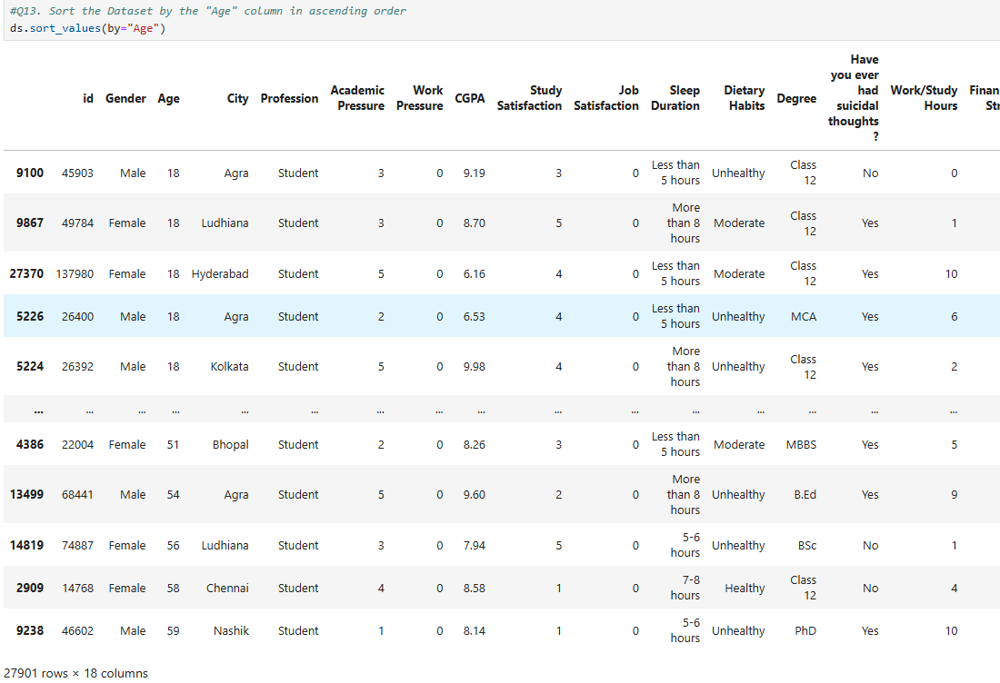 #Q13. Sort the Dataset by the "Age" column in ascending order
ds.sort_values(by="Age")
id Gender Age City Profession Academic Pressure Work Pressure CGPA Study Satisfaction Job Satisfaction Sleep Duration Dietary Habits Degree Have you ever had suicidal thoughts ? Work/Study Hours Finan Str
9100 45903 Male 18 Agra Student 3 0 9.19 3 0 Less than 5 hours Unhealthy Class 12 No 0
9867 49784 Female 18 Ludhiana Student 3 0 8.70 5 0 More than 8 hours Moderate Class 12 Yes 1
27370 137980 Female 18 Hyderabad Student 5 0 6.16 4 0 Less than 5 hours Moderate Class 12 Yes 10
5226 26400 Male 18 Agra Student 2 0 6.53 4 0 Less than 5 hours Unhealthy MCA Yes 6
5224 26392 Male 18 Kolkata Student 5 0 9.98 4 0 More than 8 hours Unhealthy Class 12 Yes 2
... ... ... ... ... ... ... ... ... ... ... ... ... ... ... ...
4386 22004 Female 51 Bhopal Student 2 0 8.26 3 0 Less than 5 hours Moderate MBBS Yes 5
13499 68441 Male 54 Agra Student 5 0 9.60 2 0 More than 8 hours Unhealthy B.Ed Yes 9
14819 74887 Female 56 Ludhiana Student 3 0 7.94 5 0 5-6 hours Unhealthy BSc No 1
2909 14768 Female 58 Chennai Student 4 0 8.58 1 0 7-8 hours Healthy Class 12 No 4
9238 46602 Male 59 Nashik Student 1 0 8.14 1 0 5-6 hours Unhealthy PhD Yes 10
27901 rows × 18 columns